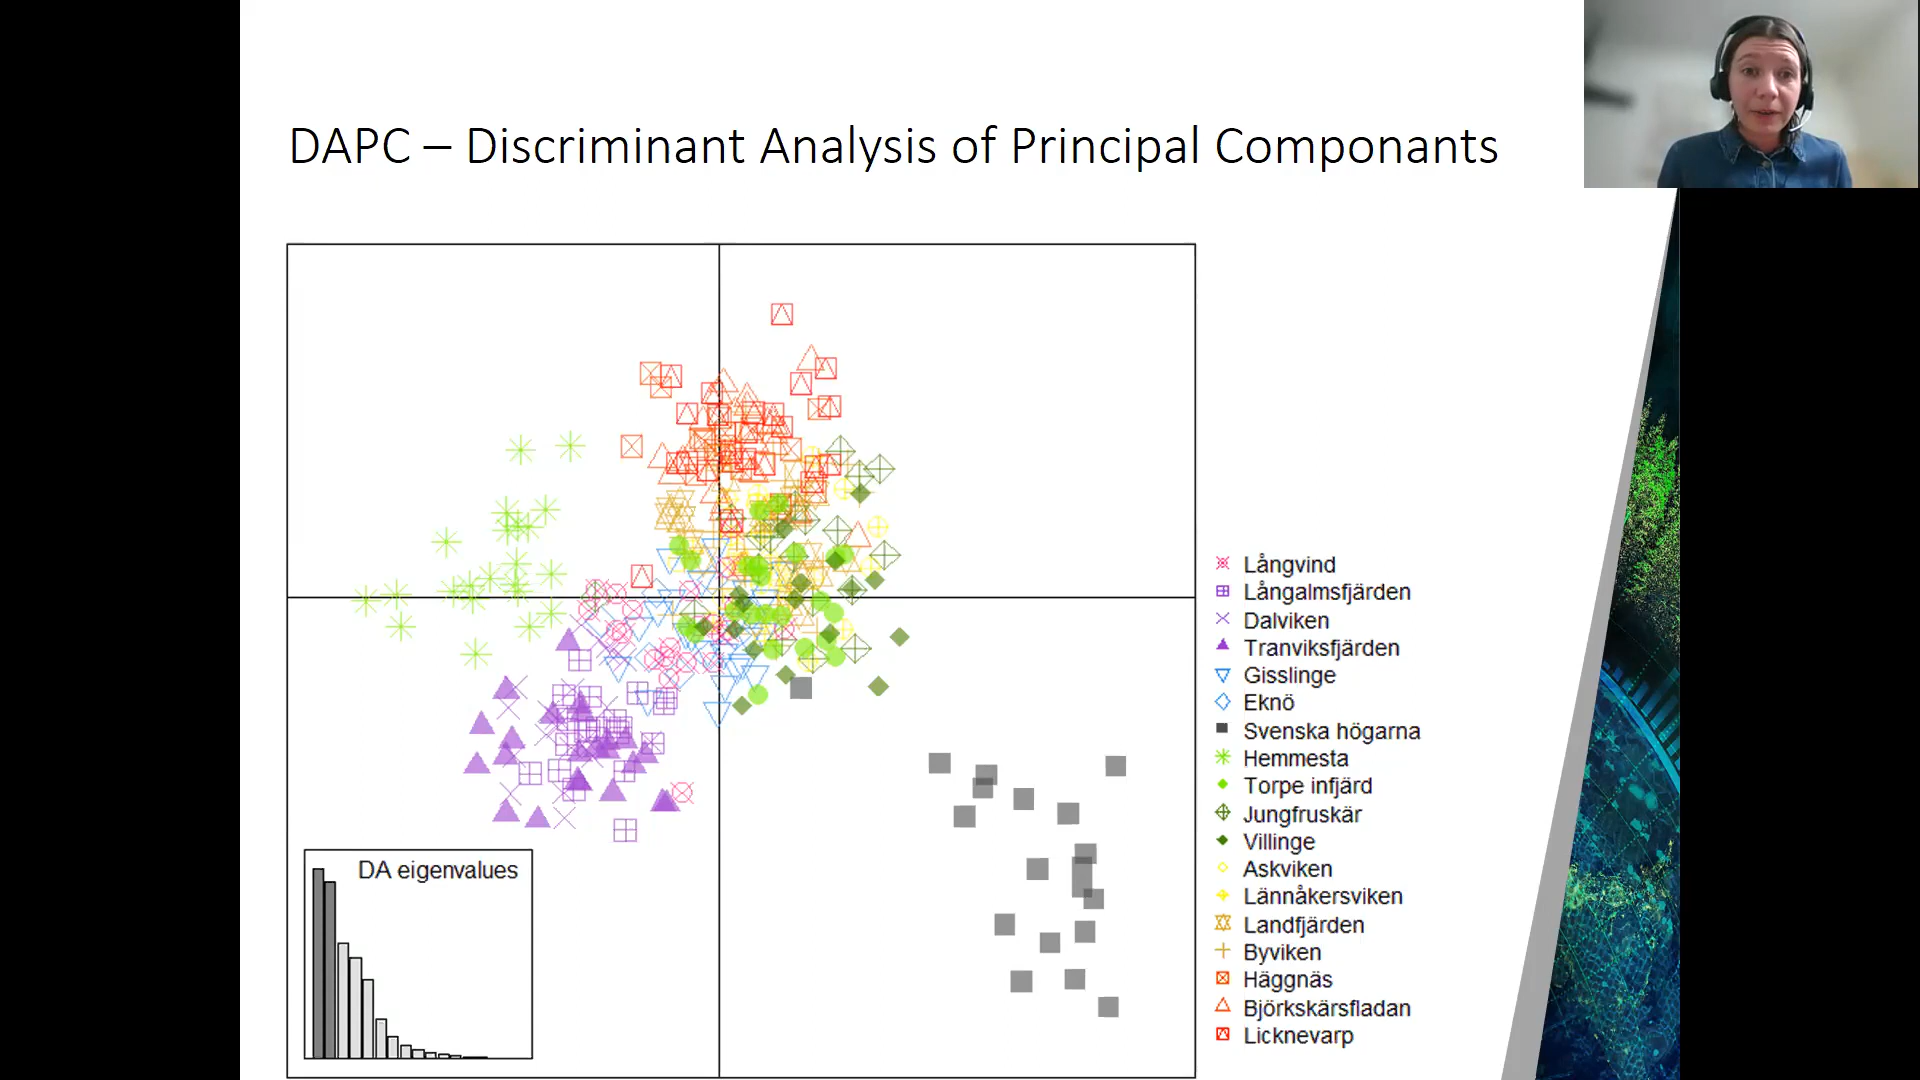 DAPC – Discriminant Analysis of Principal Componants
Långvind
Långalmsfjärden
Dalviken
Tranviksfjärden
Gisslinge
Eknö
Svenska högarna
Hemmesta
Torpe infjärd
Jungfruskär
Villinge
Askviken
Lännåkersviken
Landfjärden
Byviken
Häggnäs
Björkskärsfladan
Licknevarp
DA eigenvalues